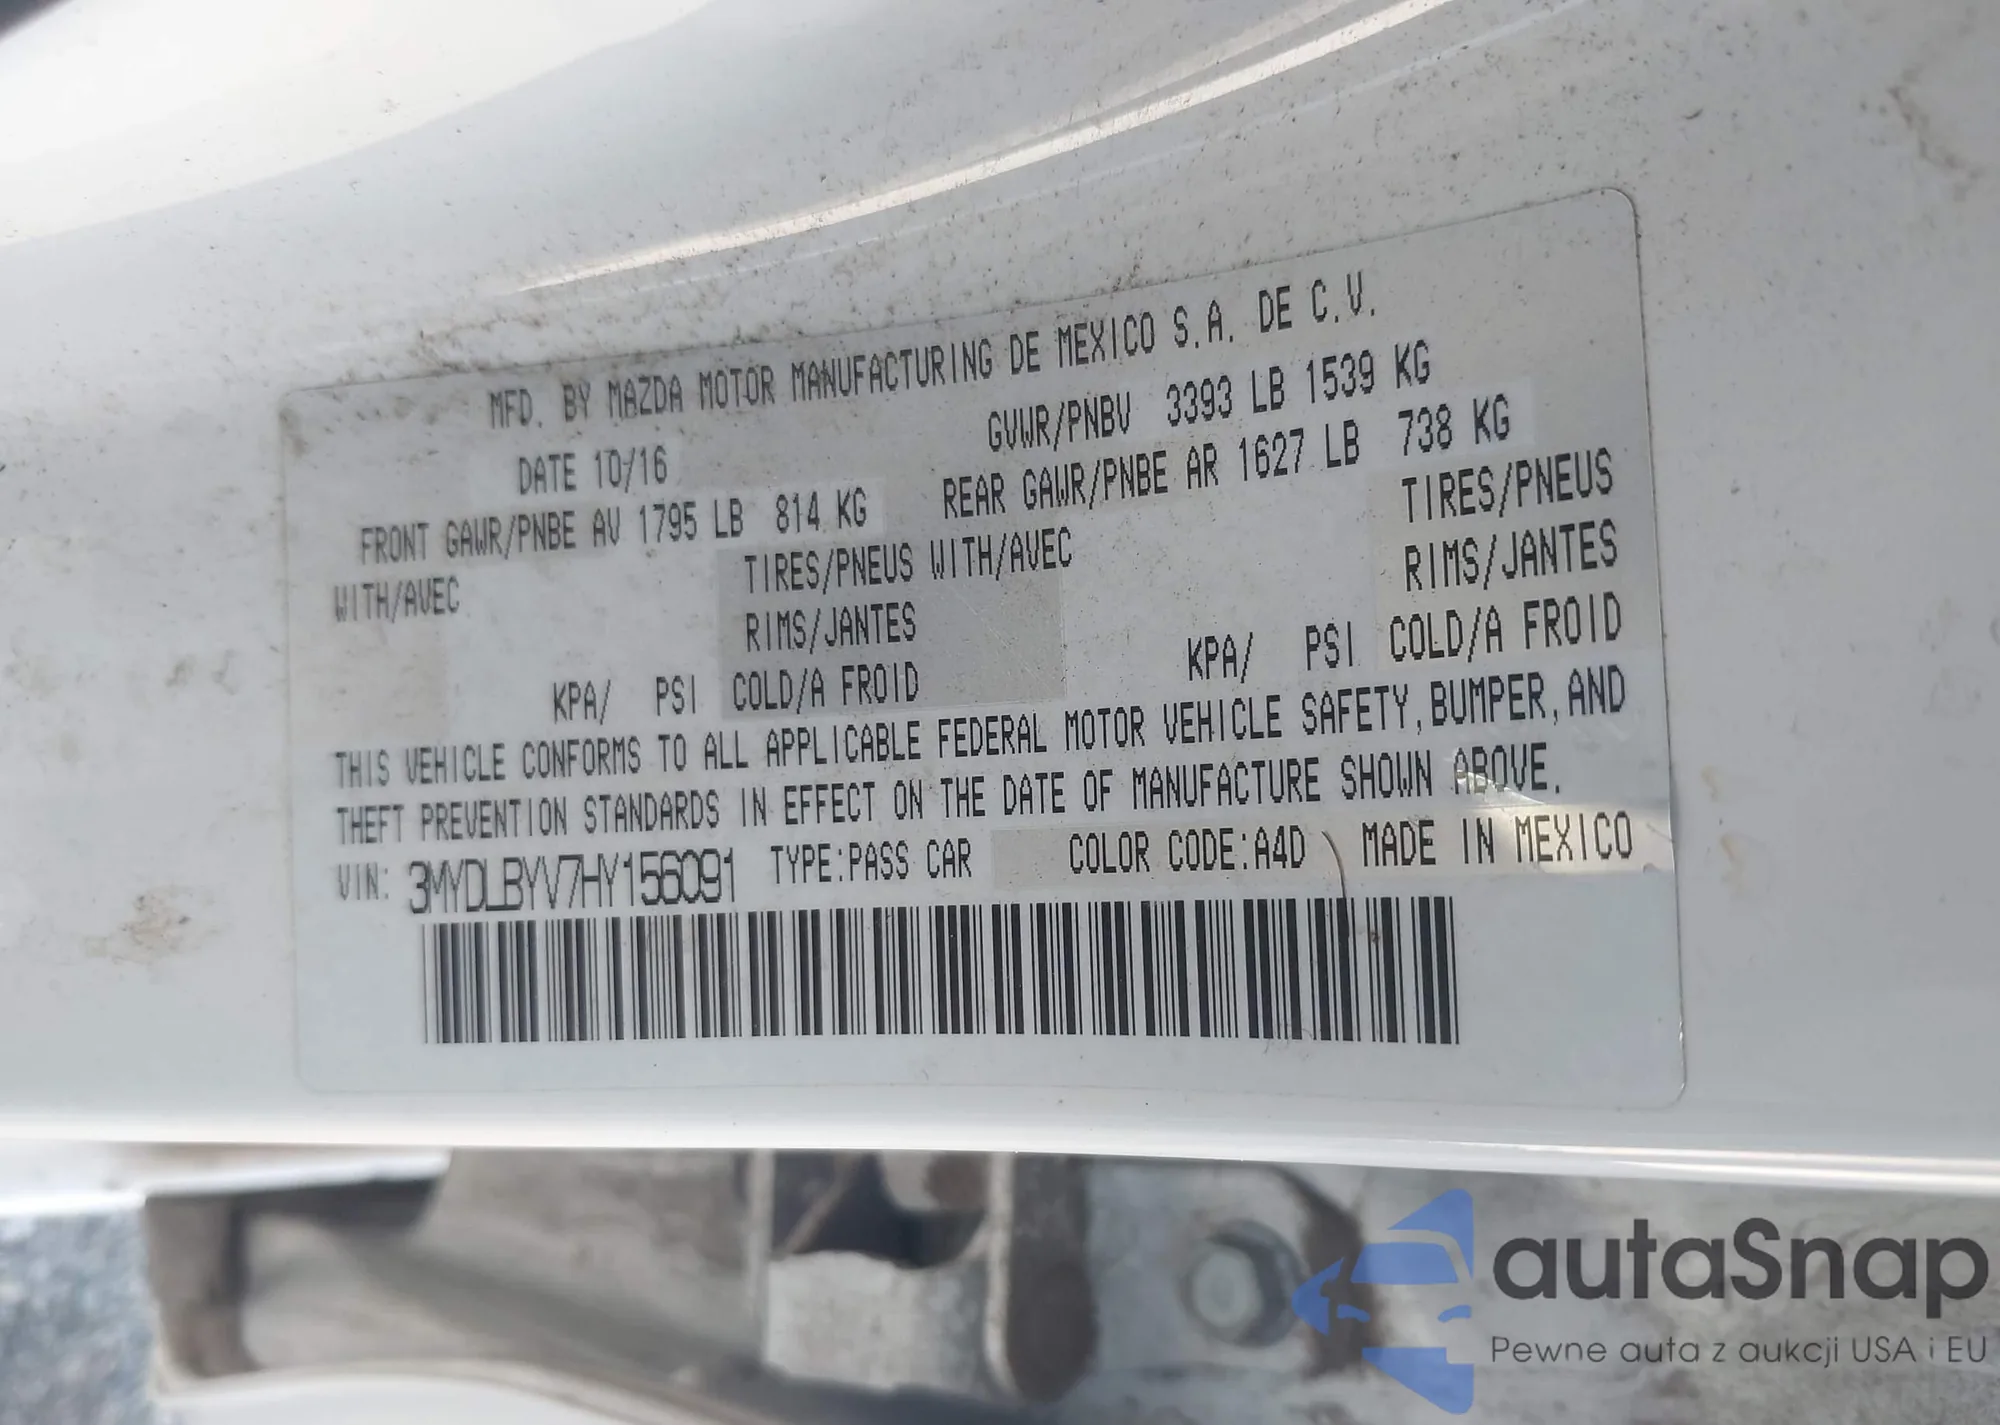 MFD. BY MAZDA MOTOR MANUFACTURING DE MEXICO S.A. DE C.V.
DATE 10/16 GVWR/PNBV 3393 LB 1539 KG
FRONT GAWR/PNBE AV 1795 LB 814 KG REAR GAWR/PNBE AR 1627 LB 738 KG
WITH/AVEC TIRES/PNEUS WITH/AVEC TIRES/PNEUS
RIMS/JANTES RIMS/JANTES
KPA/ PSI COLD/A FROID KPA/ PSI COLD/A FROID
THIS VEHICLE CONFORMS TO ALL APPLICABLE FEDERAL MOTOR VEHICLE SAFETY, BUMPER, AND
THEFT PREVENTION STANDARDS IN EFFECT ON THE DATE OF MANUFACTURE SHOWN ABOVE.
VIN: 3MYDLBYV7HY156091 TYPE:PASS CAR COLOR CODE:A4D MADE IN MEXICO
autaSnap
Pewne auta z aukcji USA i EU